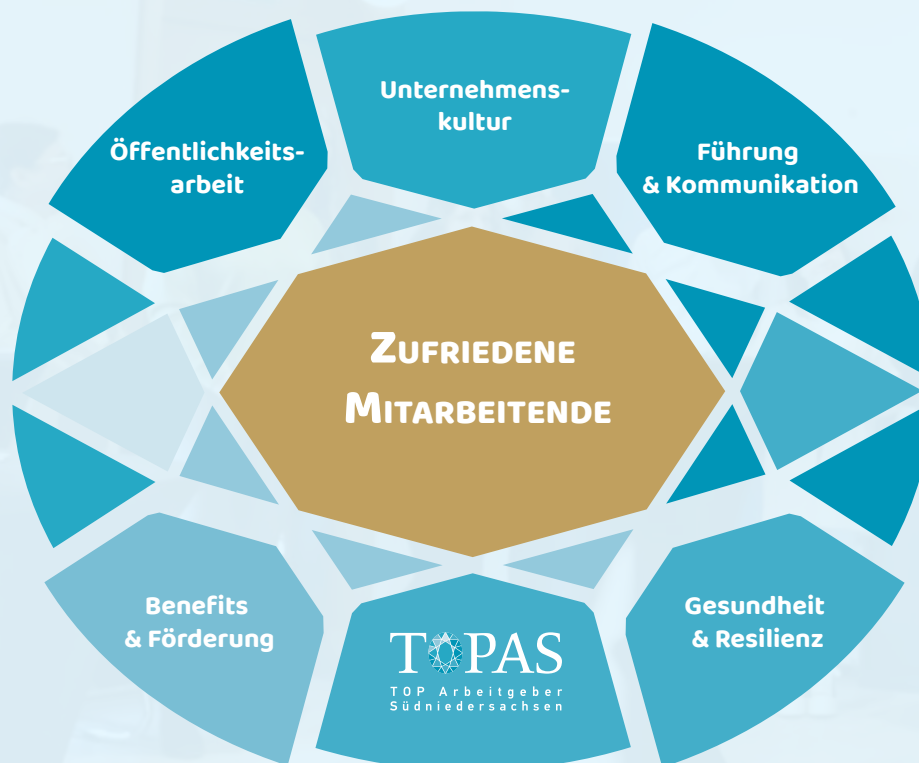 Unternehmens-
kultur
Öffentlichkeits-
arbeit
Führung
& Kommunikation
ZUFRIEDENE
MITARBEITENDE
Benefits
& Förderung
Gesundheit
& Resilienz
TOPAS
TOP Arbeitgeber
Südniedersachsen